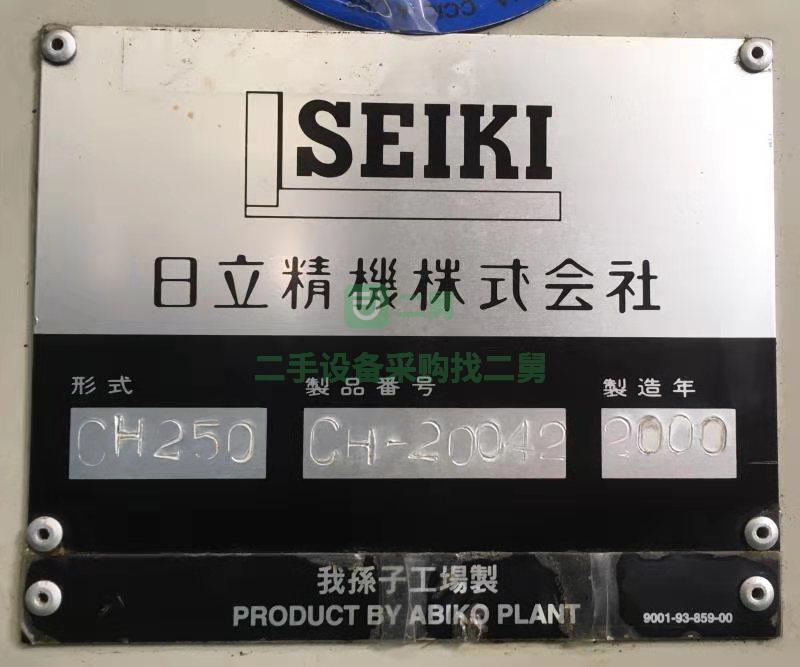 SEIKI
日立精機株式会社
二舅
二手设备采购找二舅
形式 製品番号 製造年
CH250 CH-20042 2000
我孫子工場製
PRODUCT BY ABIKO PLANT 9001-93-859-00